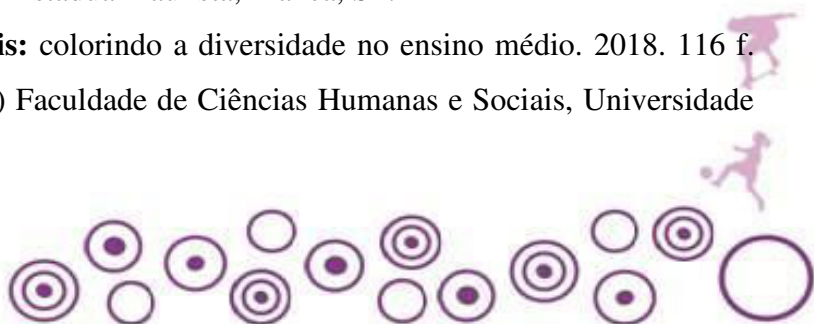 is: colorindo a diversidade no ensino médio. 2018. 116 f.
) Faculdade de Ciências Humanas e Sociais, Universidade